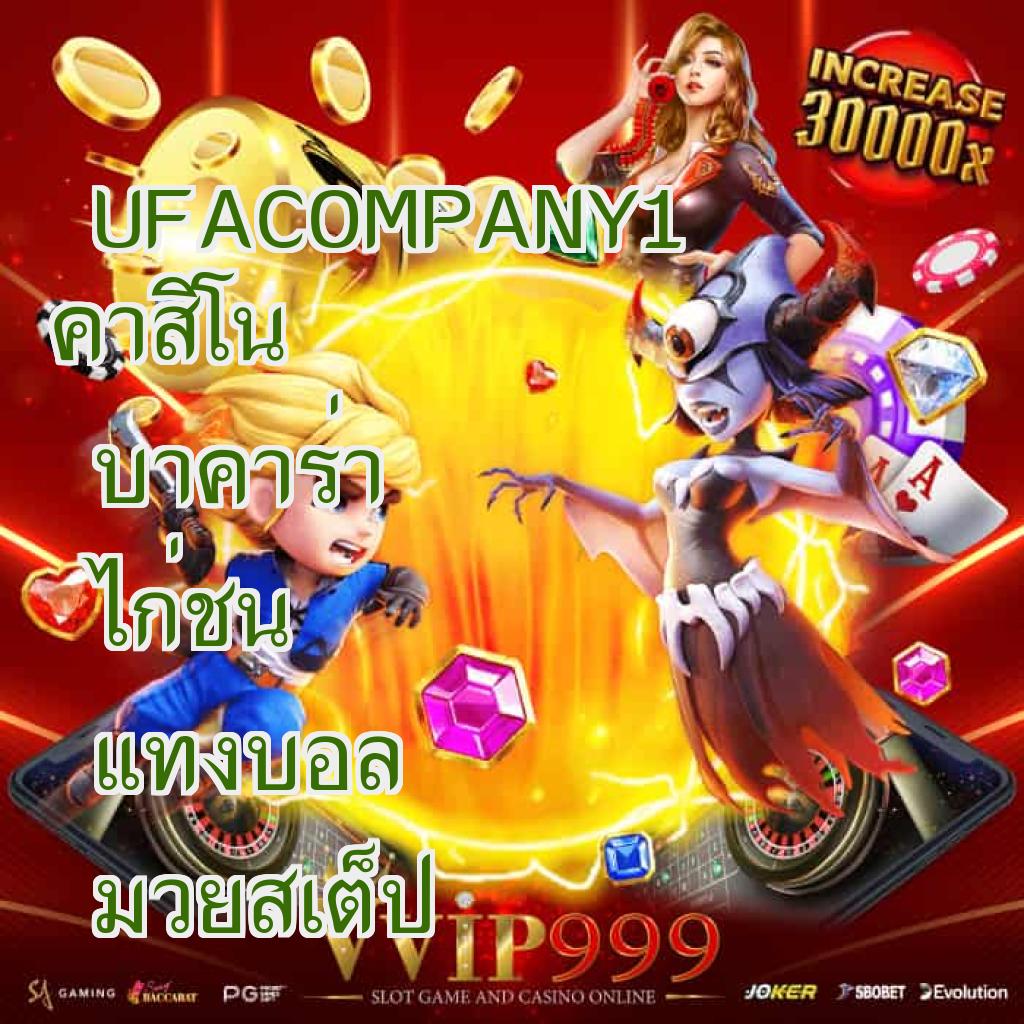 INCREASE
30000x
UFACOMPANY1
คาสิโน
บาคาร่า
ไก่ชน
แทงบอล
มวยสเต็ป
VVIP999
SLOT GAME AND CASINO ONLINE
SA GAMING
Sexy BACCARAT
PG
JOKER
SBOBET
Evolution
A
A